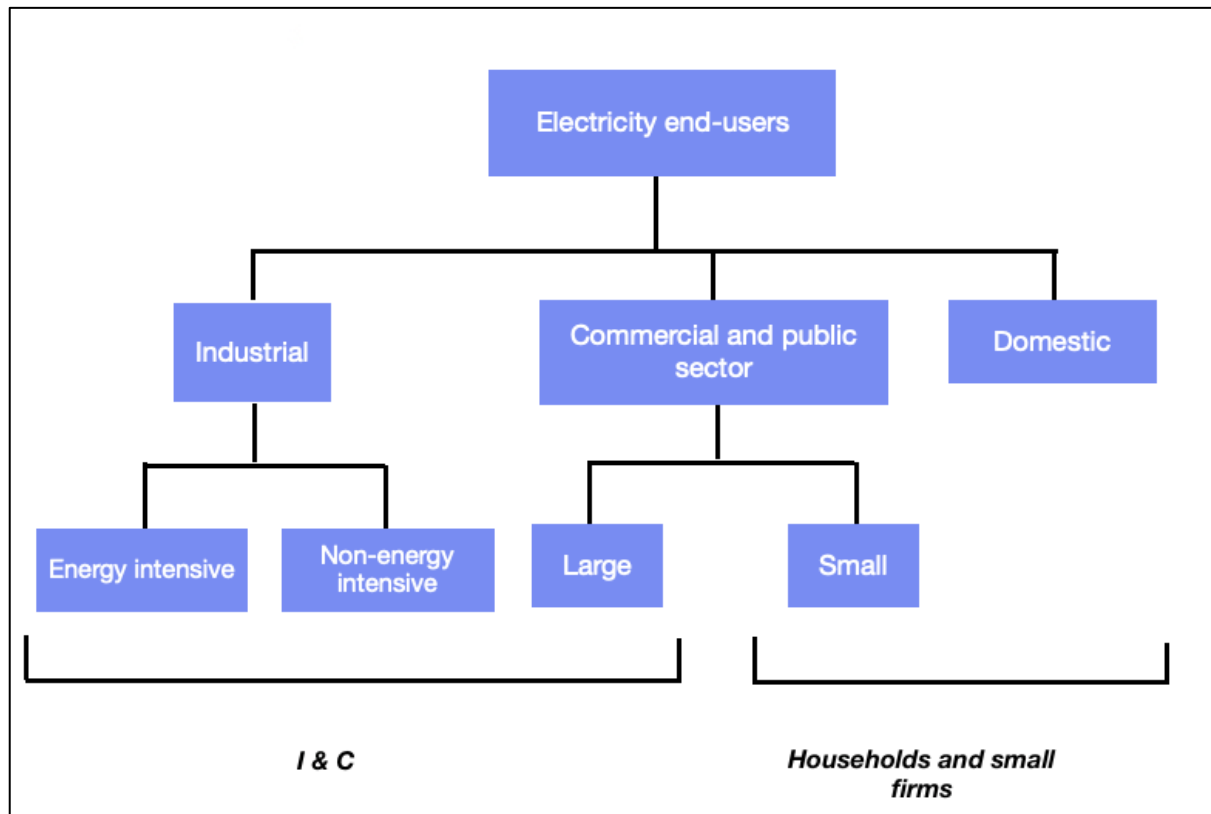 Electricity end-users
Industrial
Commercial and public
sector
Domestic
Energy intensive
Non-energy
intensive
Large
Small
I & C
Households and small
firms